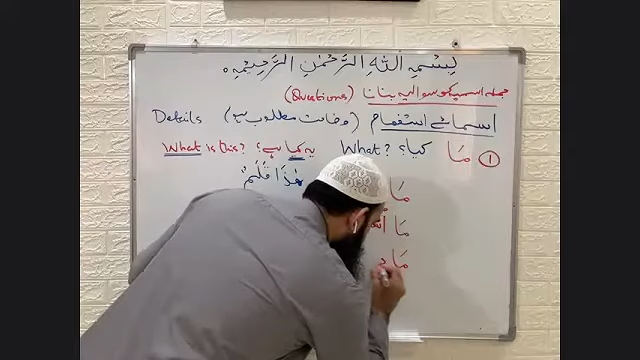 بِسْمِ اللّٰهِ الرَّحْمٰنِ الرَّحِيْمِ۔
جملہ اسمیہ کو سوالیہ بنانا (Questions)
اسمائے استفہام (وضاحت مطلوب ہو) Details
① مَا کیا؟ What? یہ کیا ہے؟ What is this?
هٰذَا قَلَمٌ
مَا
مَا
مَا